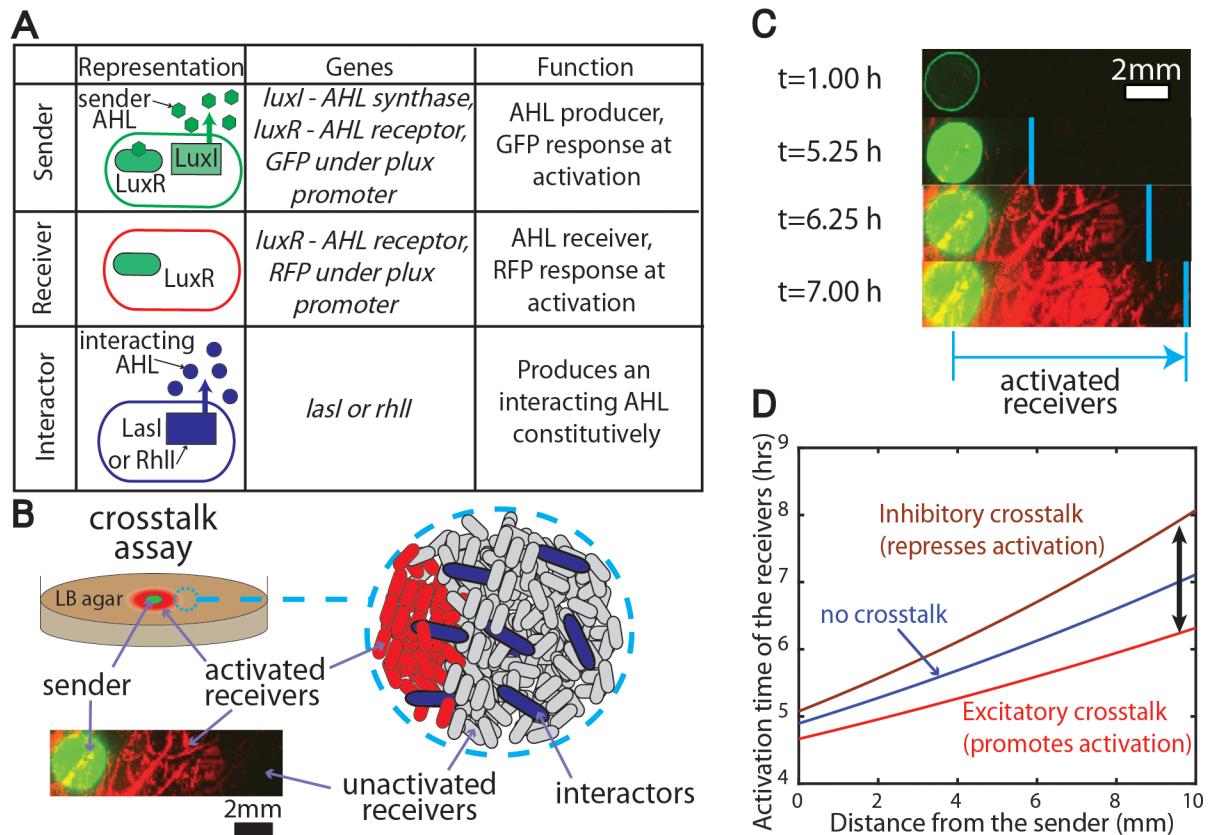 A
Representation
Genes
Function
Sender
sender
AHL
LuxI
LuxR
luxI - AHL synthase,
luxR - AHL receptor,
GFP under plux
promoter
AHL producer,
GFP response at
activation
Receiver
LuxR
luxR - AHL receptor,
RFP under plux
promoter
AHL receiver,
RFP response at
activation
Interactor
interacting
AHL
LasI
or RhlI
lasI or rhlI
Produces an
interacting AHL
constitutively
B
crosstalk
assay
LB agar
sender
activated
receivers
unactivated
receivers
interactors
2mm
C
t=1.00 h
t=5.25 h
t=6.25 h
t=7.00 h
2mm
activated
receivers
D
Activation time of the receivers (hrs)
9
8
7
6
5
4
Inhibitory crosstalk
(represses activation)
no crosstalk
Excitatory crosstalk
(promotes activation)
0 2 4 6 8 10
Distance from the sender (mm)